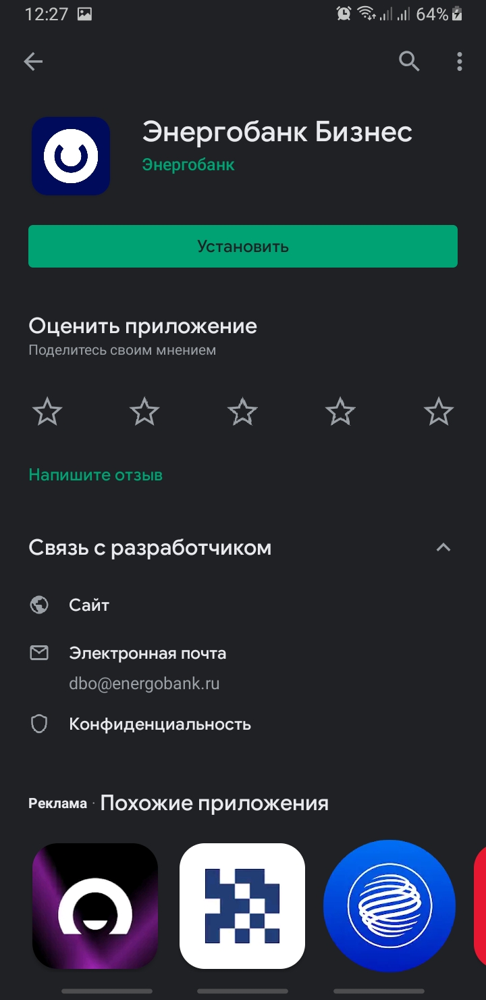 12:27 64%
Энергобанк Бизнес
Энергобанк
Установить
Оценить приложение
Поделитесь своим мнением
Напишите отзыв
Связь с разработчиком
Сайт
Электронная почта
dbo@energobank.ru
Конфиденциальность
Реклама · Похожие приложения